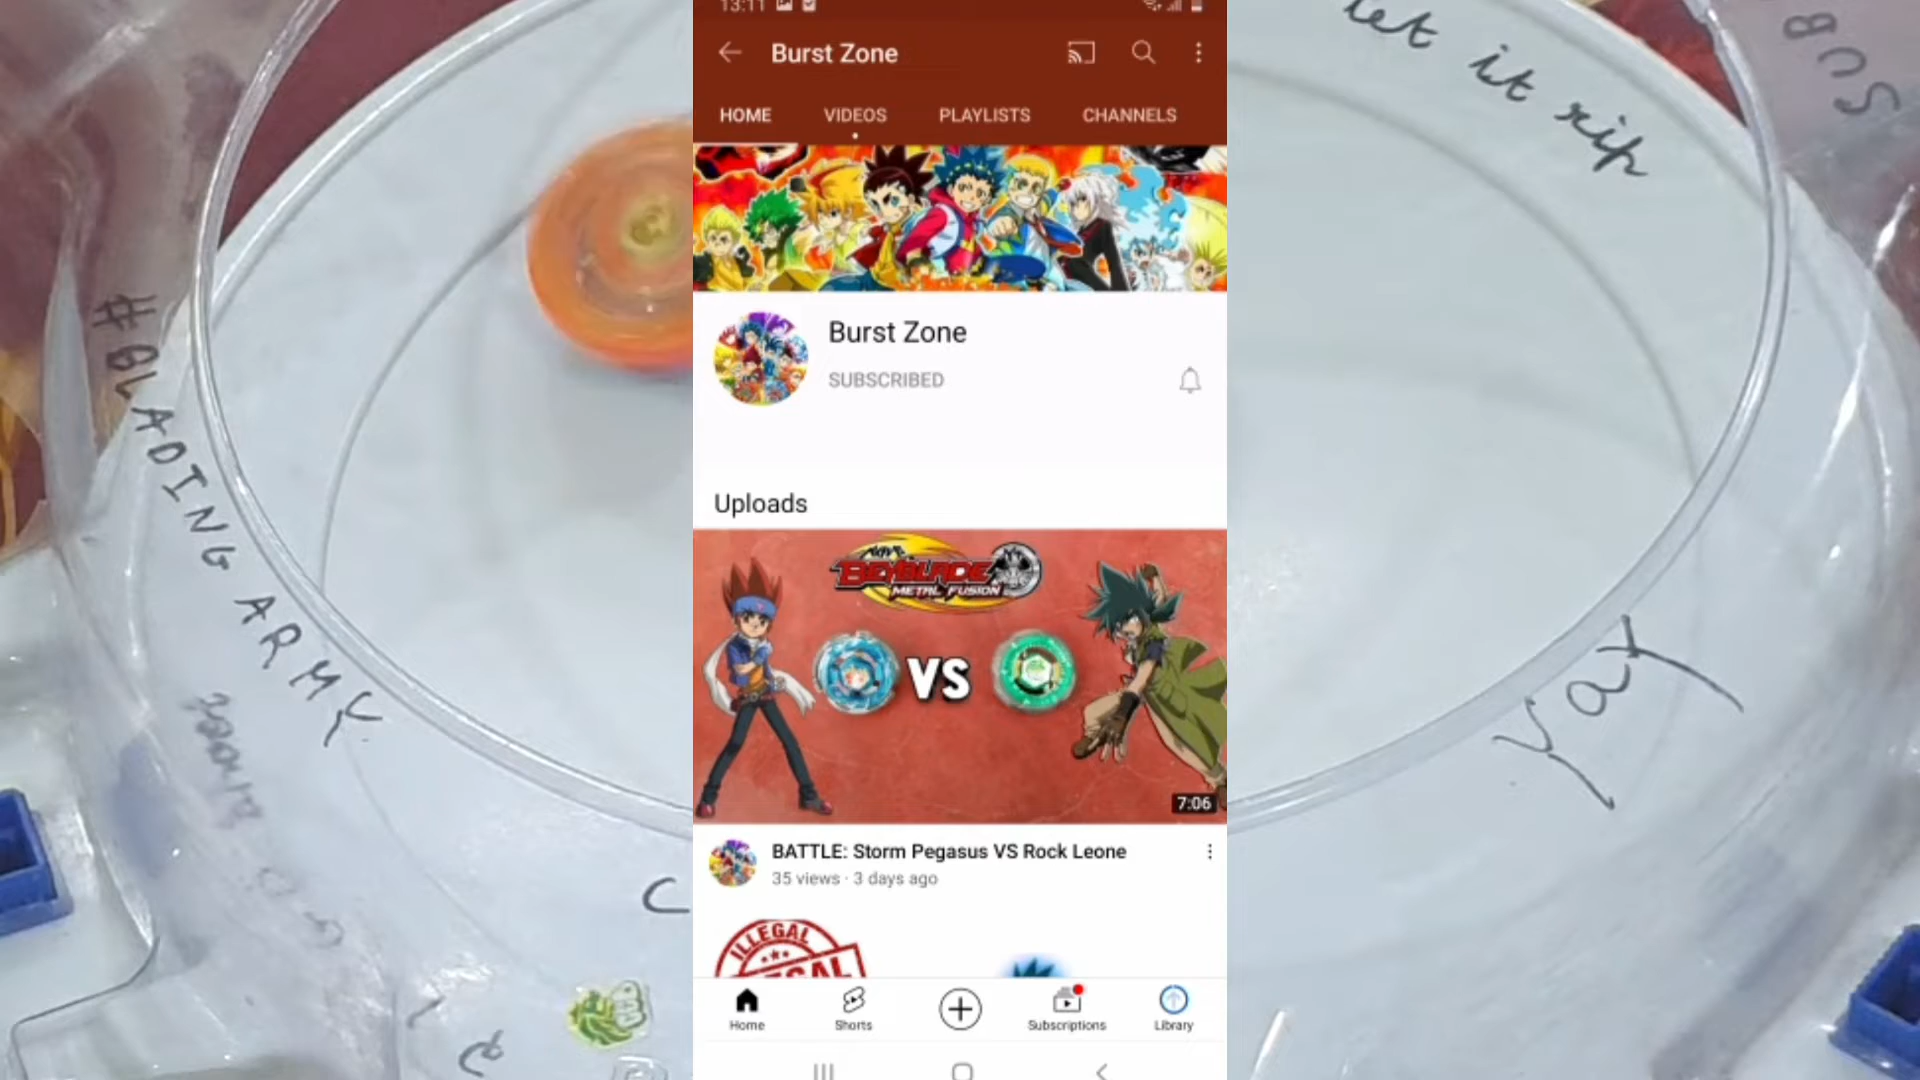 13:11
Burst Zone
HOME VIDEOS PLAYLISTS CHANNELS
Burst Zone
SUBSCRIBED
Uploads
BEYBLADE
METAL FUSION
VS
7:06
BATTLE: Storm Pegasus VS Rock Leone
35 views · 3 days ago
ILLEGAL
Home Shorts Subscriptions Library
#BLADING ARMY
let it rip
SUB